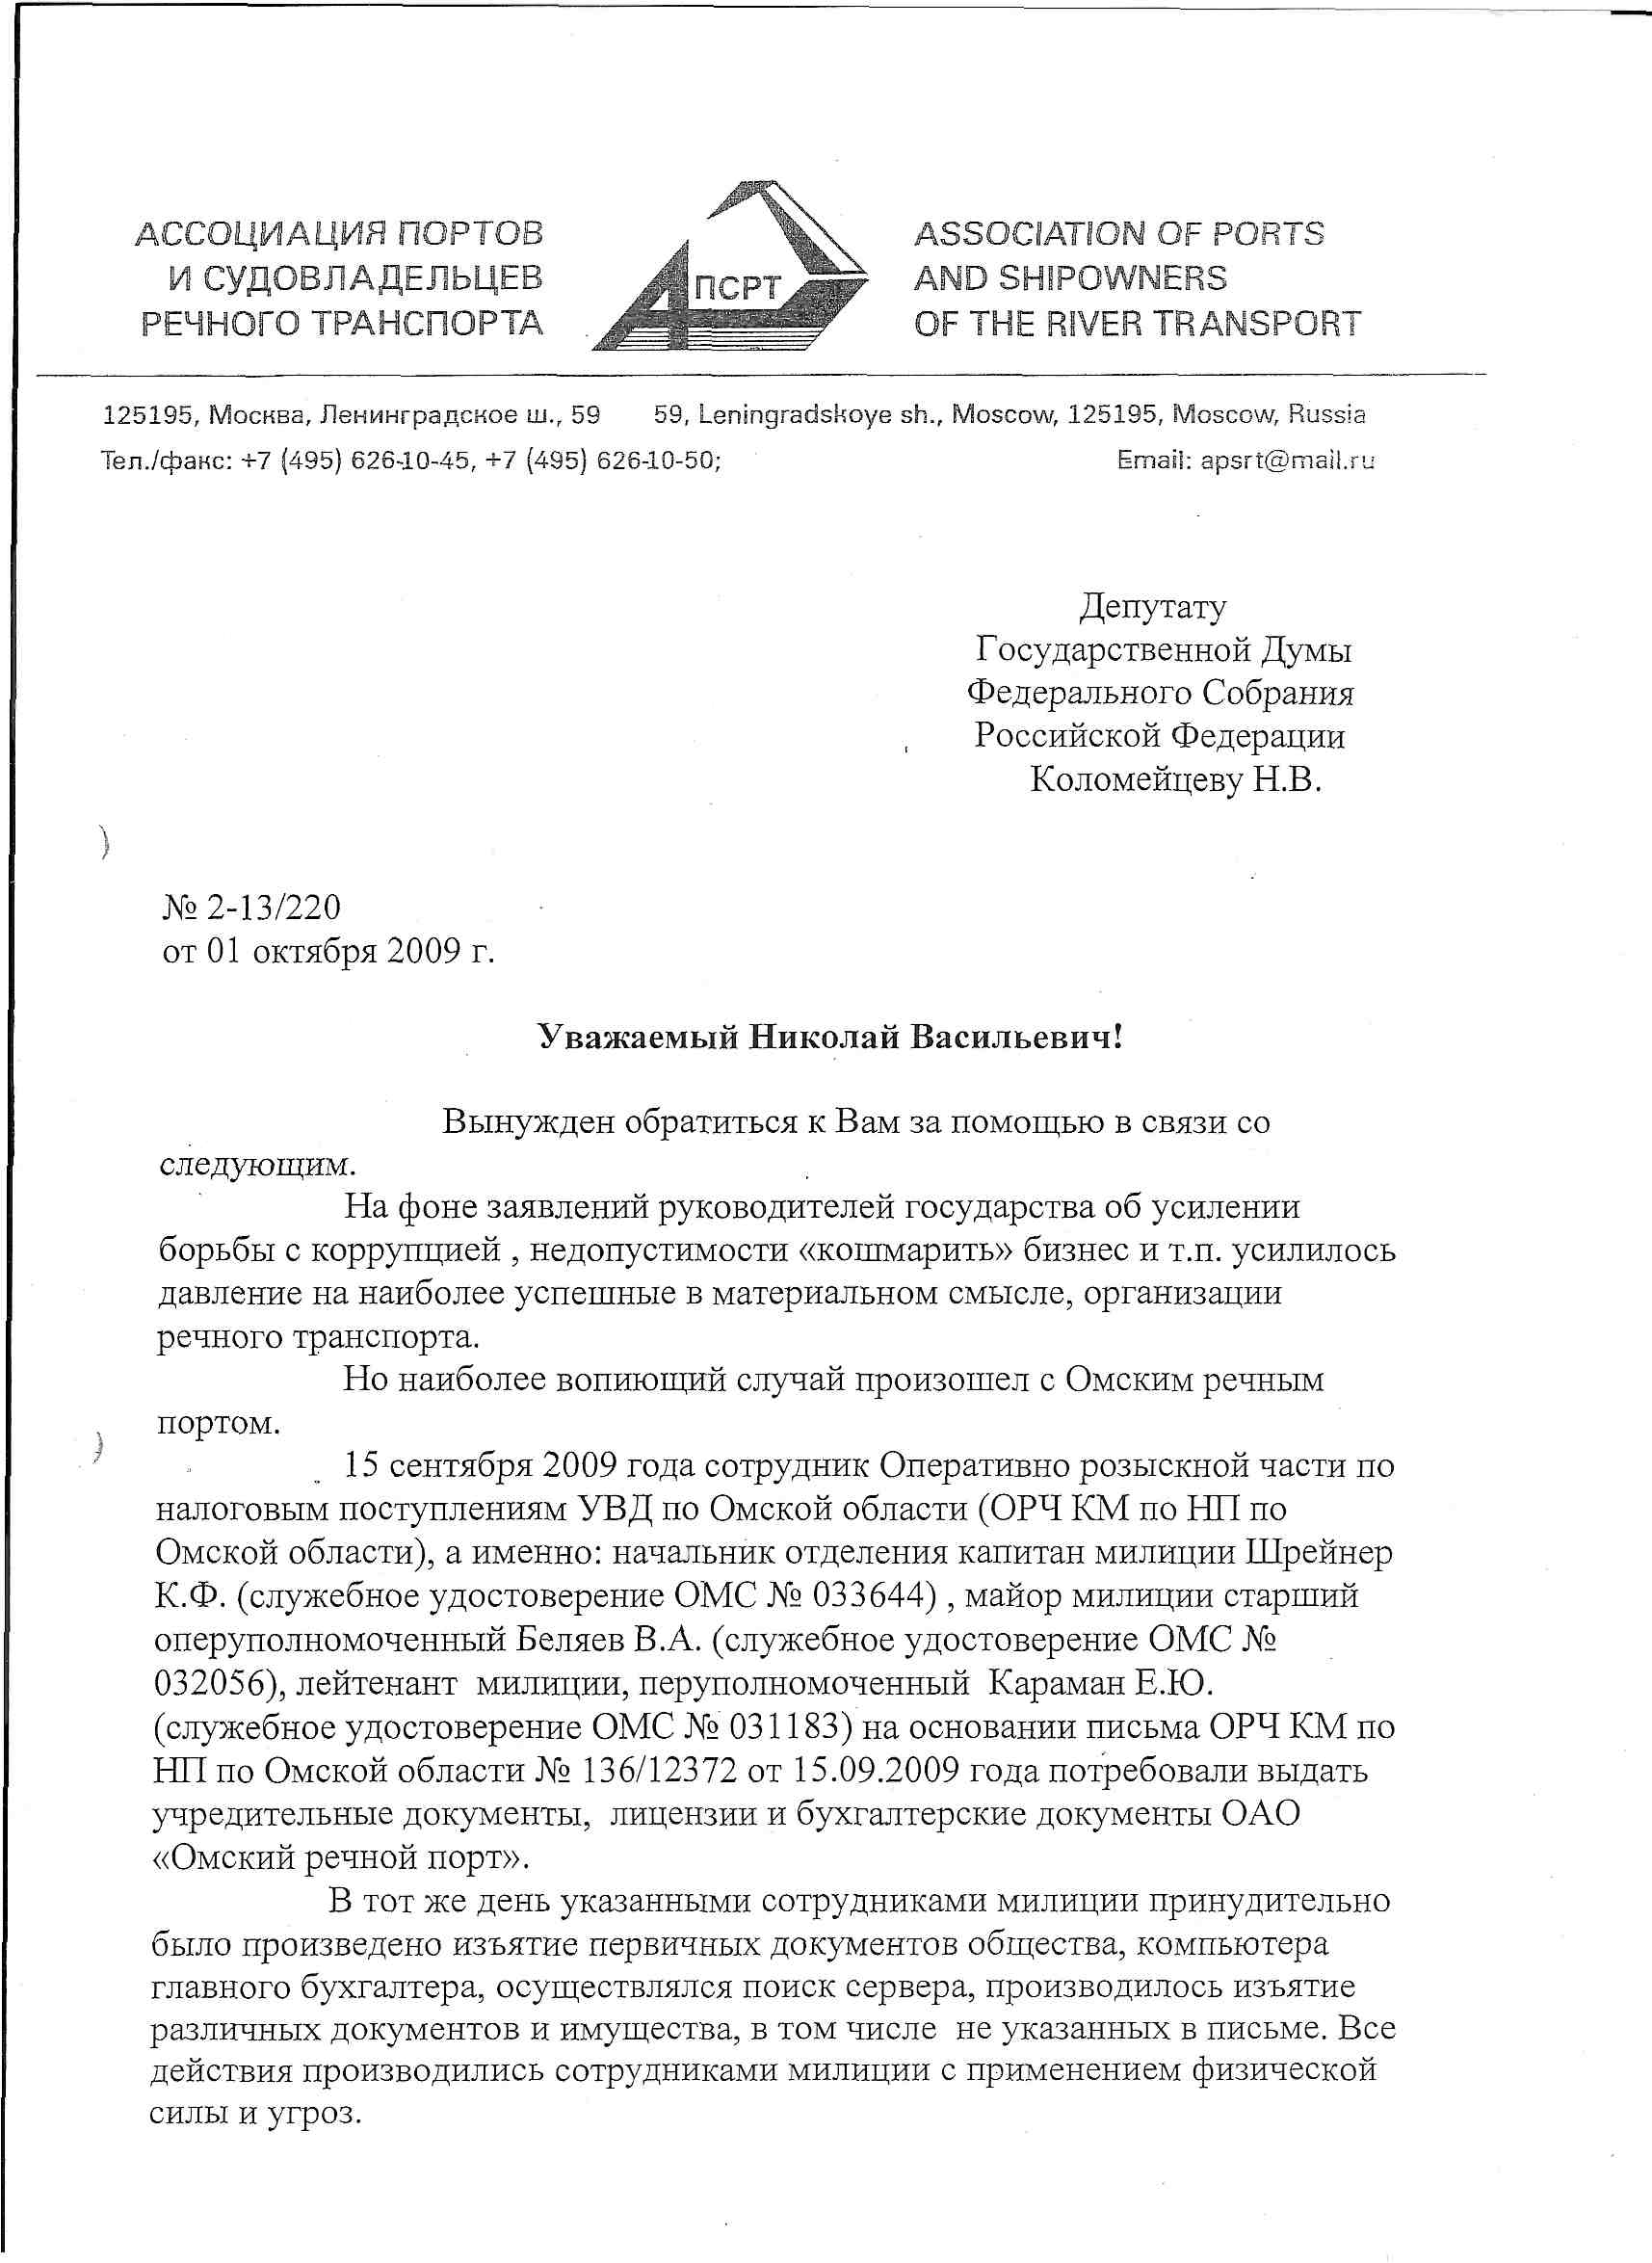 АССОЦИАЦИЯ ПОРТОВ
И СУДОВЛАДЕЛЬЦЕВ
РЕЧНОГО ТРАНСПОРТА
АПСРТ
ASSOCIATION OF PORTS
AND SHIPOWNERS
OF THE RIVER TRANSPORT
125195, Москва, Ленинградское ш., 59 59, Leningradskoye sh., Moscow, 125195, Moscow, Russia
Тел./факс: +7 (495) 626-10-45, +7 (495) 626-10-50; Email: apsrt@mail.ru
Депутату
Государственной Думы
Федерального Собрания
Российской Федерации
Коломейцеву Н.В.
№ 2-13/220
от 01 октября 2009 г.
Уважаемый Николай Васильевич!
Вынужден обратиться к Вам за помощью в связи со
следующим.
На фоне заявлений руководителей государства об усилении
борьбы с коррупцией , недопустимости «кошмарить» бизнес и т.п. усилилось
давление на наиболее успешные в материальном смысле, организации
речного транспорта.
Но наиболее вопиющий случай произошел с Омским речным
портом.
15 сентября 2009 года сотрудник Оперативно розыскной части по
налоговым поступлениям УВД по Омской области (ОРЧ КМ по НП по
Омской области), а именно: начальник отделения капитан милиции Шрейнер
К.Ф. (служебное удостоверение ОМС № 033644) , майор милиции старший
оперуполномоченный Беляев В.А. (служебное удостоверение ОМС №
032056), лейтенант милиции, перуполномоченный Караман Е.Ю.
(служебное удостоверение ОМС № 031183) на основании письма ОРЧ КМ по
НП по Омской области № 136/12372 от 15.09.2009 года потребовали выдать
учредительные документы, лицензии и бухгалтерские документы ОАО
«Омский речной порт».
В тот же день указанными сотрудниками милиции принудительно
было произведено изъятие первичных документов общества, компьютера
главного бухгалтера, осуществлялся поиск сервера, производилось изъятие
различных документов и имущества, в том числе не указанных в письме. Все
действия производились сотрудниками милиции с применением физической
силы и угроз.